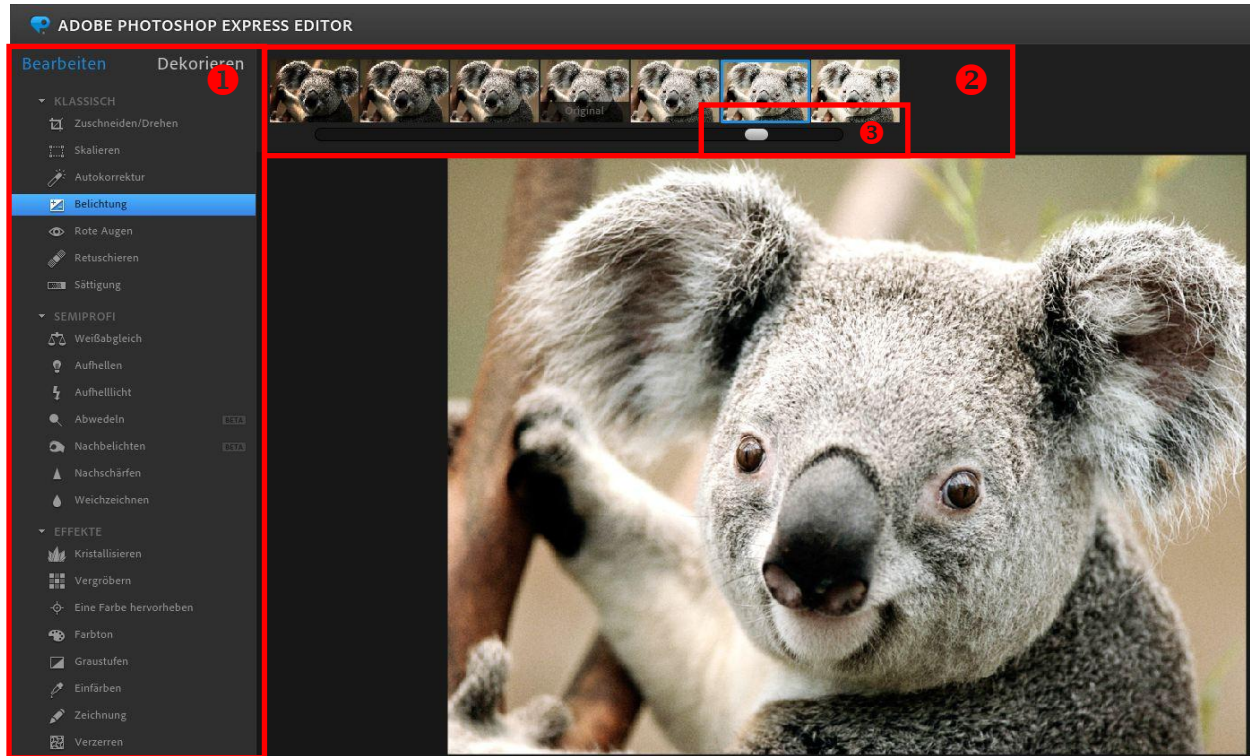 ADOBE PHOTOSHOP EXPRESS EDITOR
Bearbeiten Dekorieren
1
2
Original
3
KLASSISCH
Zuschneiden/Drehen
Skalieren
Autokorrektur
Belichtung
Rote Augen
Retuschieren
Sättigung
SEMIPROFI
Weißabgleich
Aufhellen
Aufhelllicht
Abwedeln BETA
Nachbelichten BETA
Nachschärfen
Weichzeichnen
EFFEKTE
Kristallisieren
Vergröbern
Eine Farbe hervorheben
Farbton
Graustufen
Einfärben
Zeichnung
Verzerren